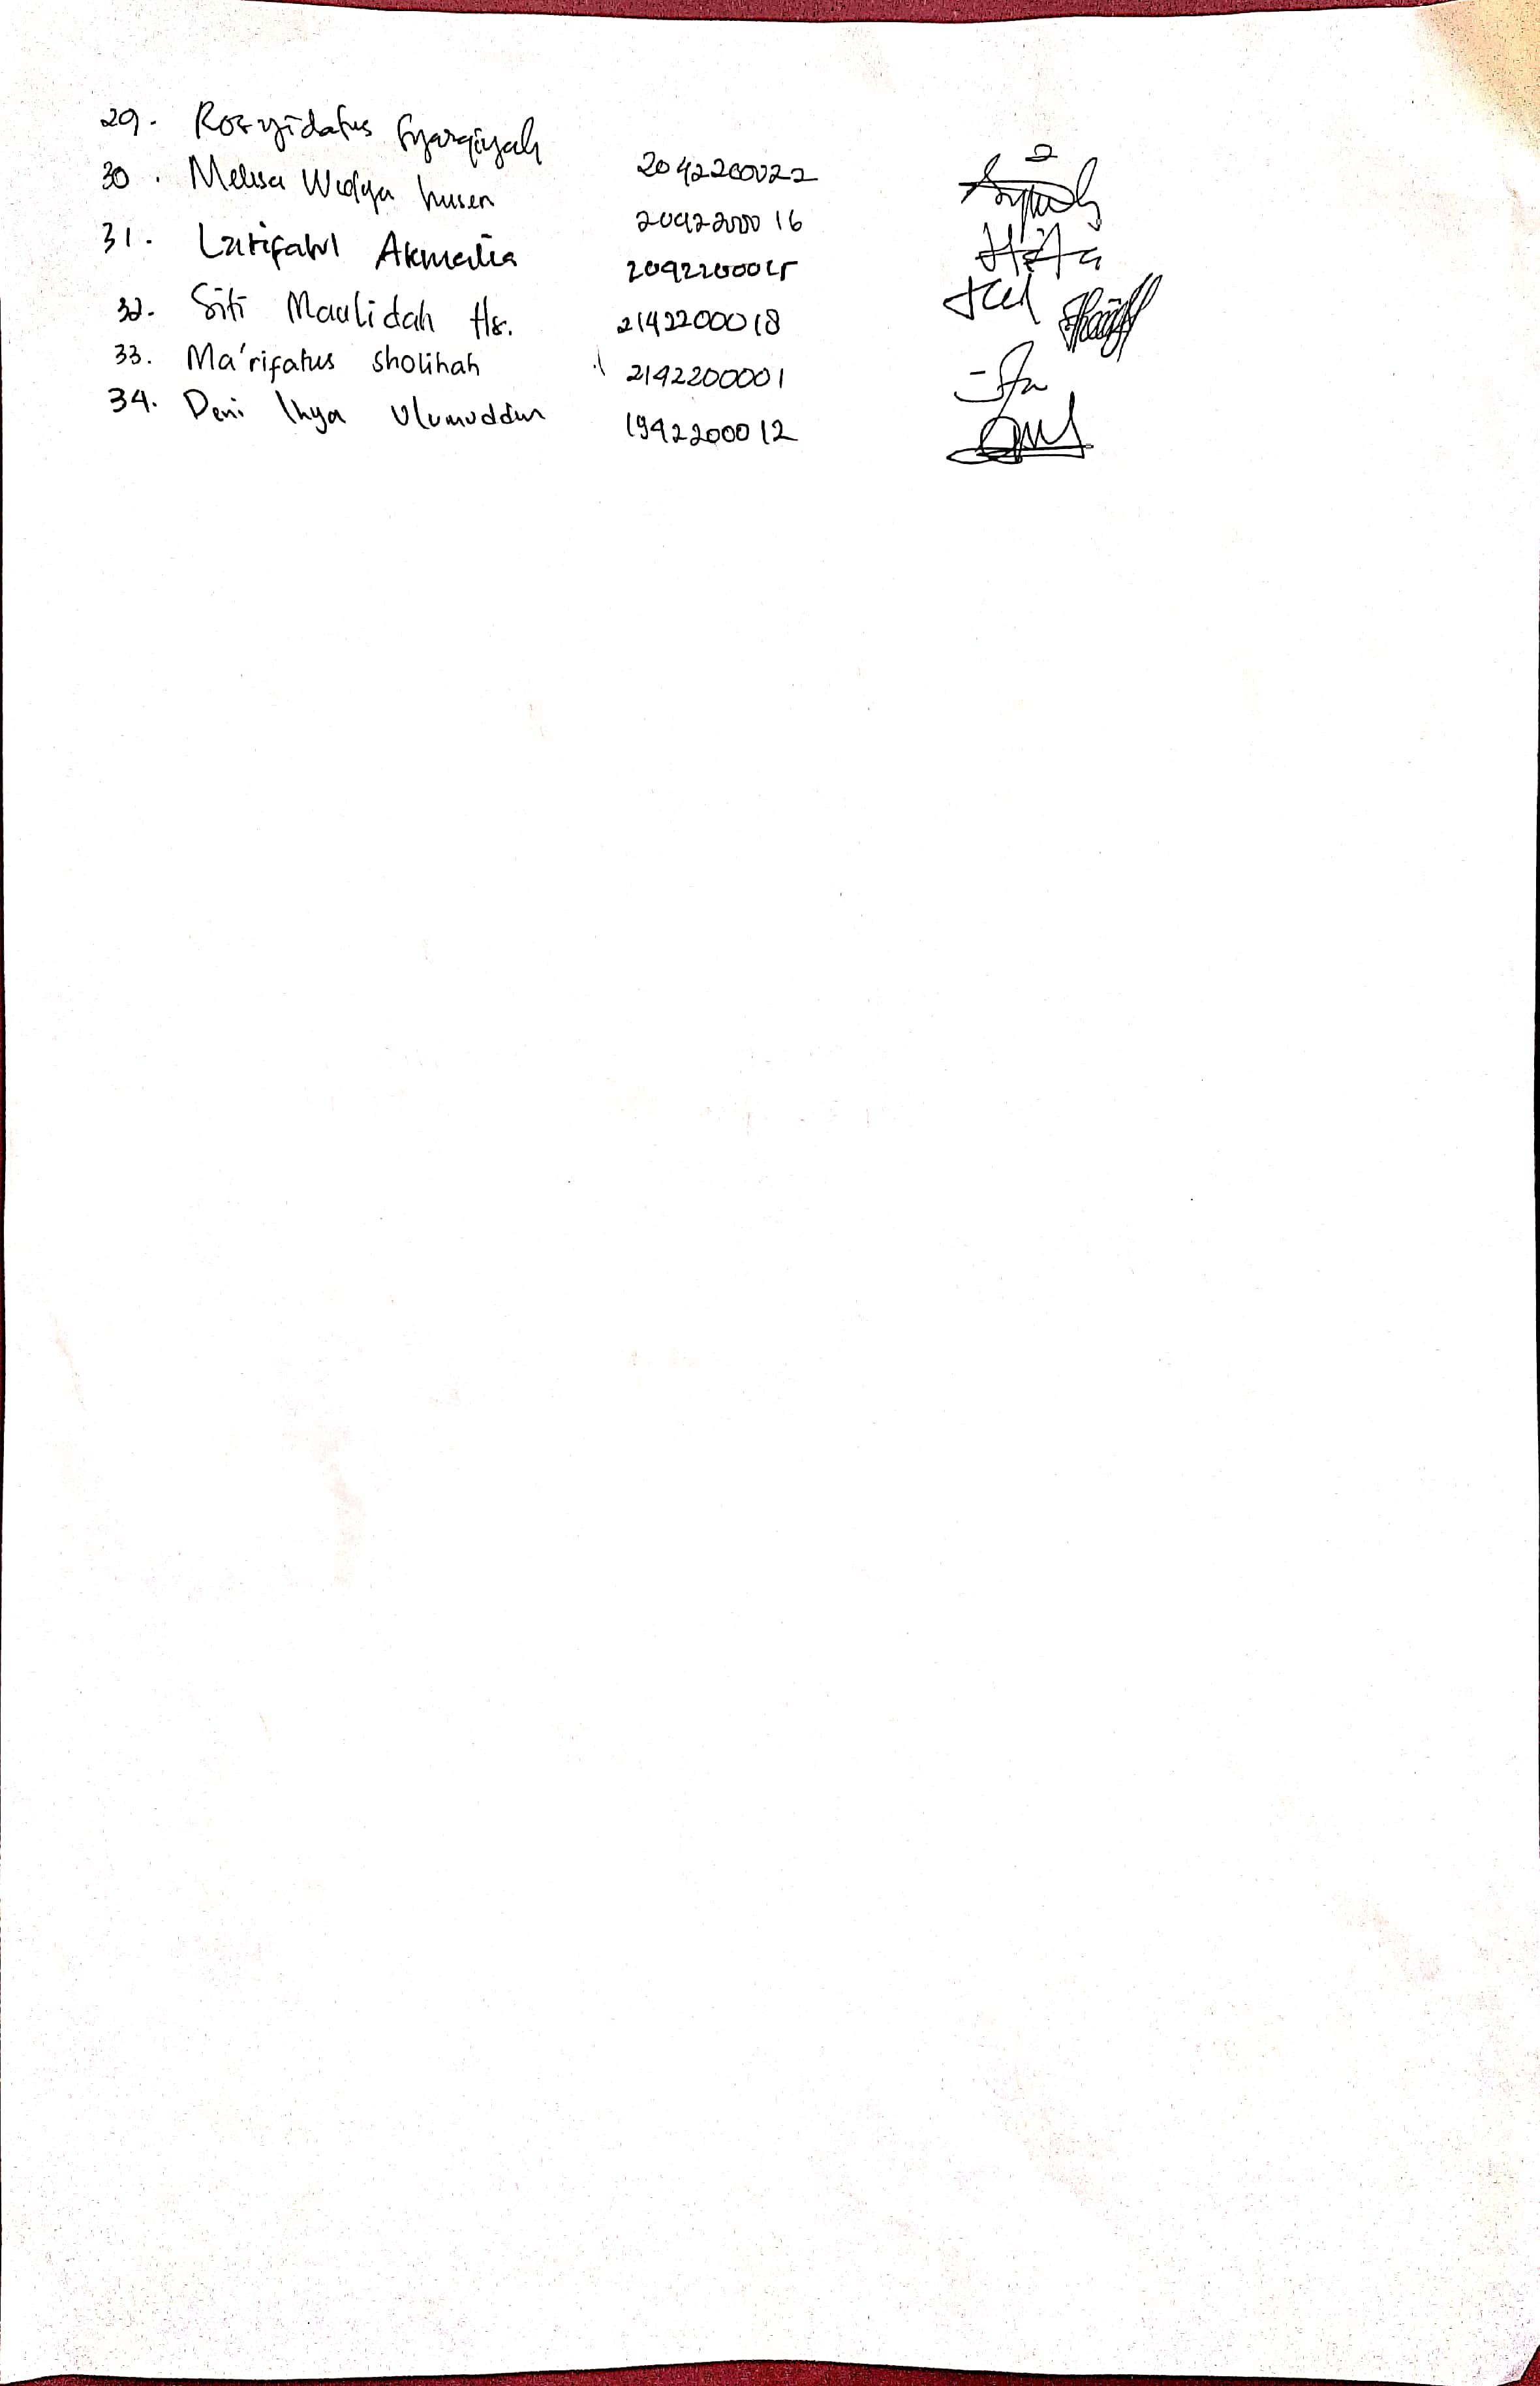 29. Rosyidatus Syarqiyah 2042200022
30. Melisa Widya husen 2042200016
31. Latifatul Akmalia 2042200015
32. Siti Maulidah Hs. 2142200018
33. Ma'rifatus sholihah 2142200001
34. Deni Ihya Ulumuddin 1942200012